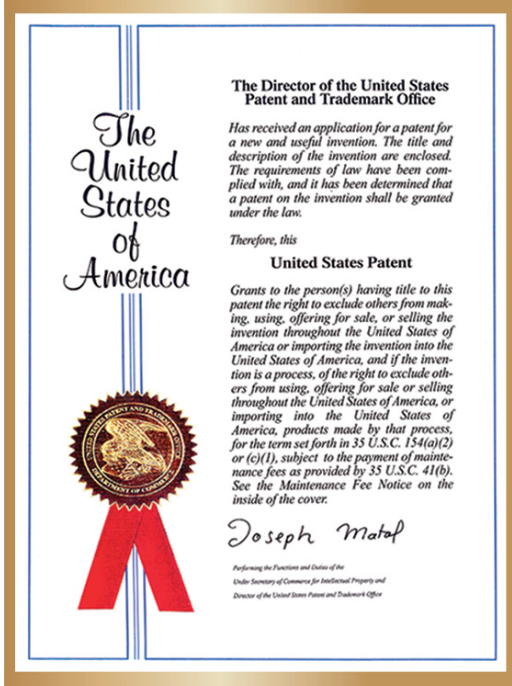 The
United
States
of
America
The Director of the United States
Patent and Trademark Office
Has received an application for a patent for
a new and useful invention. The title and
description of the invention are enclosed.
The requirements of law have been com-
plied with, and it has been determined that
a patent on the invention shall be granted
under the law.
Therefore, this
United States Patent
Grants to the person(s) having title to this
patent the right to exclude others from mak-
ing, using, offering for sale, or selling the
invention throughout the United States of
America or importing the invention into the
United States of America, and if the inven-
tion is a process, of the right to exclude oth-
ers from using, offering for sale or selling
throughout the United States of America, or
importing into the United States of
America, products made by that process,
for the term set forth in 35 U.S.C. 154(a)(2)
or (c)(1), subject to the payment of mainte-
nance fees as provided by 35 U.S.C. 41(b).
See the Maintenance Fee Notice on the
inside of the cover.
Joseph Matal
Performing the Functions and Duties of the
Under Secretary of Commerce for Intellectual Property and
Director of the United States Patent and Trademark Office
UNITED STATES PATENT AND TRADEMARK OFFICE
DEPARTMENT OF COMMERCE